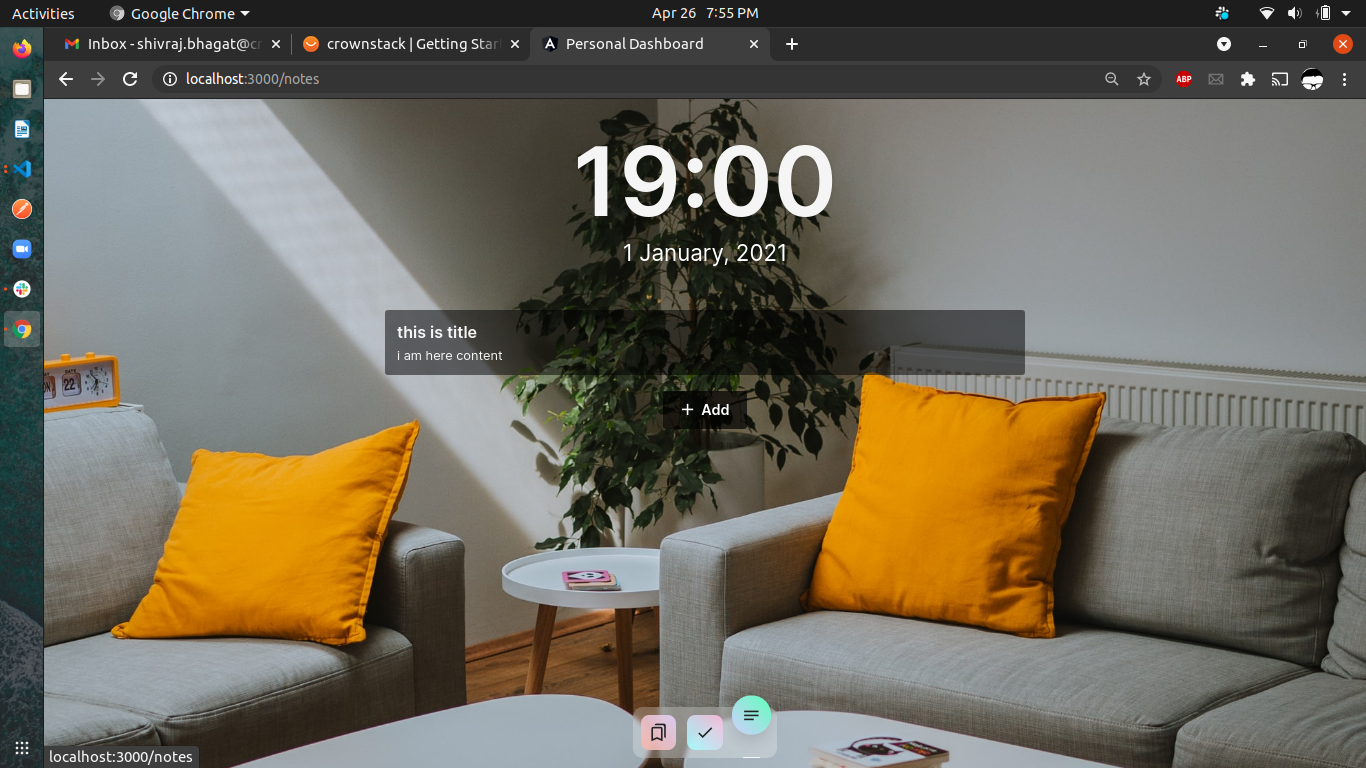 Activities
Google Chrome
Apr 26 7:55 PM
Inbox - shivraj.bhagat@cr
crownstack | Getting Star
Personal Dashboard
localhost:3000/notes
ABP
19:00
1 January, 2021
this is title
i am here content
+ Add
22
localhost:3000/notes